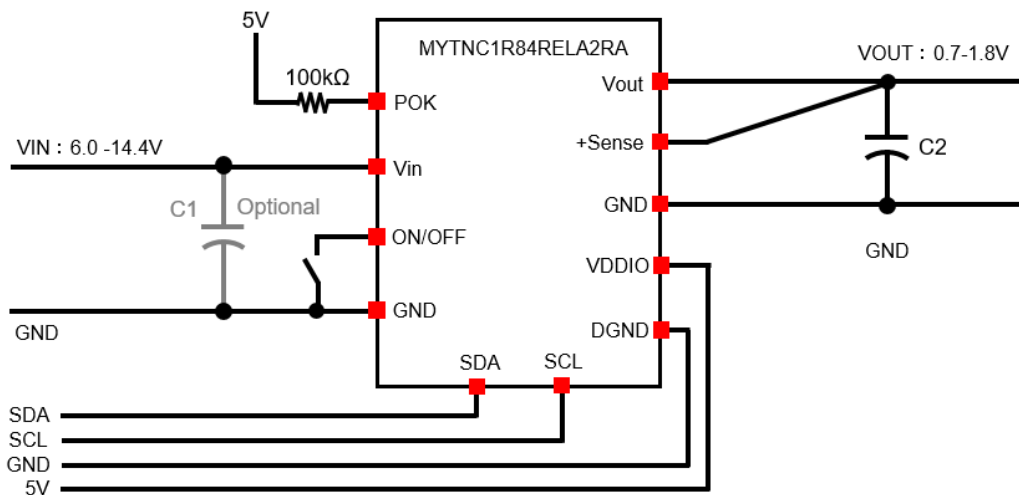 5V
MYTNC1R84RELA2RA
VOUT : 0.7-1.8V
100kΩ
POK
Vout
VIN : 6.0 -14.4V
+Sense
C2
Vin
C1
Optional
GND
ON/OFF
GND
VDDIO
GND
GND
DGND
SDA
SCL
SDA
SCL
GND
5V